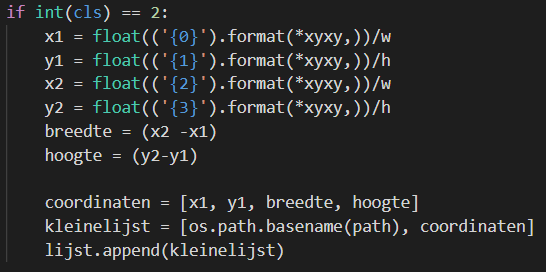 if int(cls) == 2:
    x1 = float(('{0}').format(*xyxy,))/w
    y1 = float(('{1}').format(*xyxy,))/h
    x2 = float(('{2}').format(*xyxy,))/w
    y2 = float(('{3}').format(*xyxy,))/h
    breedte = (x2 -x1)
    hoogte = (y2-y1)

    coordinaten = [x1, y1, breedte, hoogte]
    kleinelijst = [os.path.basename(path), coordinaten]
    lijst.append(kleinelijst)